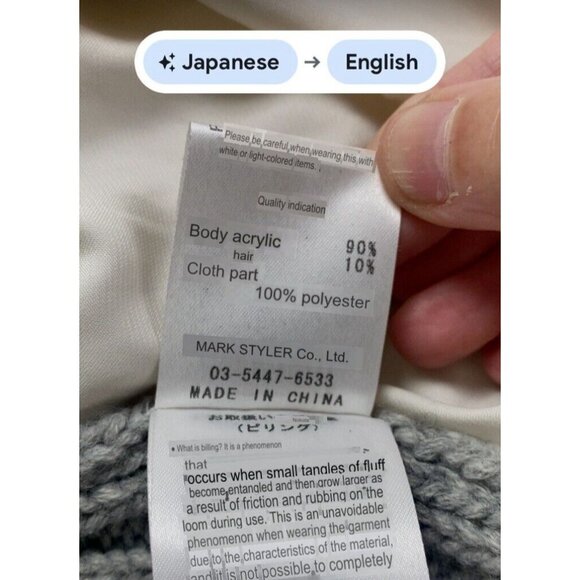 Japanese → English
Please be careful when wearing this with
white or light-colored items.
Quality indication
Body acrylic 90%
hair 10%
Cloth part
100% polyester
MARK STYLER Co., Ltd.
03-5447-6533
MADE IN CHINA
お取扱い
(ピリング)
• What is billing? It is a phenomenon
that
occurs when small tangles of fluff
become entangled and then grow larger as
a result of friction and rubbing on the
loom during use. This is an unavoidable
phenomenon when wearing the garment
due to the characteristics of the material,
and it is not possible to completely